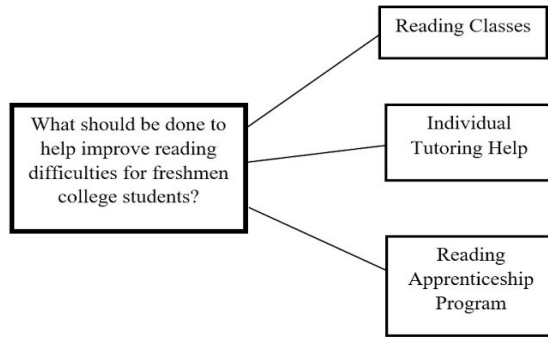 What should be done to
help improve reading
difficulties for freshmen
college students?
Reading Classes
Individual
Tutoring Help
Reading
Apprenticeship
Program